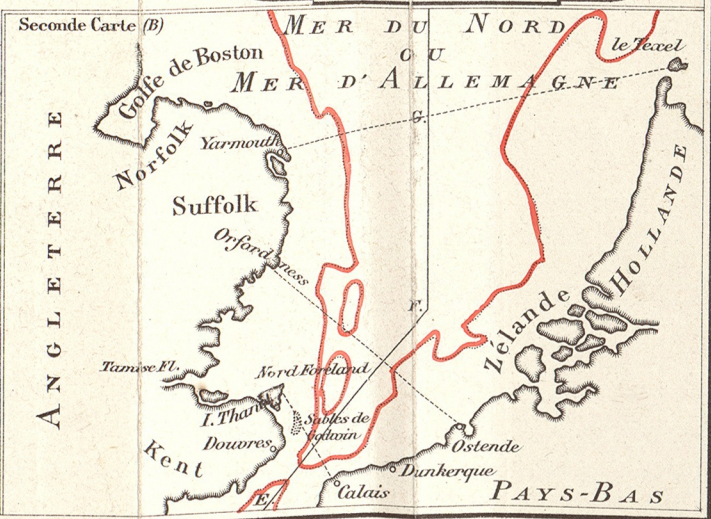 Seconde Carte (B)
MER DU NORD
OU
MER D'ALLEMAGNE
le Texel
Golfe de Boston
G.
Norfolk
Yarmouth
ANGLETERRE
HOLLANDE
Suffolk
Orfordness
F.
Zélande
Tamise Fl.
Nord Foreland
I. Thanet
Sables de
Godwin
Douvres
Kent
Ostende
Dunkerque
Calais
E.
PAYS-BAS